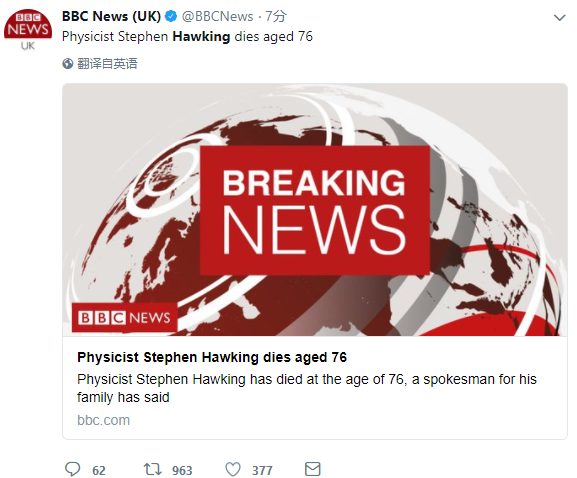 BBC
NEWS
UK
BBC News (UK) @BBCNews · 7分
Physicist Stephen Hawking dies aged 76
翻译自英语
BREAKING
NEWS
BBC NEWS
Physicist Stephen Hawking dies aged 76
Physicist Stephen Hawking has died at the age of 76, a spokesman for his
family has said
bbc.com
62 963 377